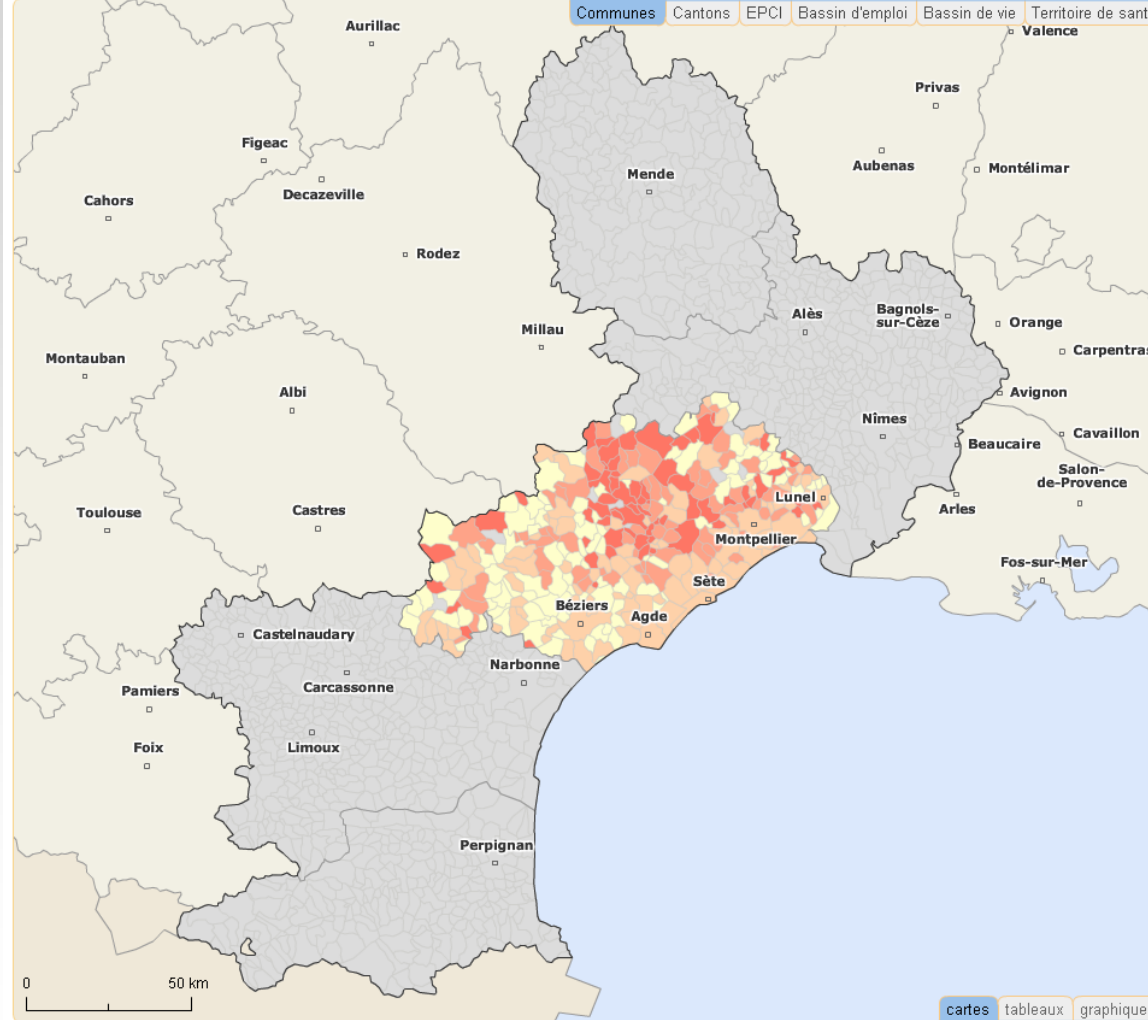 Communes Cantons EPCI Bassin d'emploi Bassin de vie Territoire de sant
Aurillac
Valence
Privas
Figeac
Aubenas
Montélimar
Mende
Decazeville
Cahors
Rodez
Alès
Bagnols-
sur-Cèze
Orange
Millau
Carpentras
Montauban
Albi
Avignon
Nîmes
Cavaillon
Beaucaire
Salon-
de-Provence
Lunel
Arles
Toulouse
Castres
Montpellier
Fos-sur-Mer
Sète
Béziers
Agde
Castelnaudary
Narbonne
Carcassonne
Pamiers
Foix
Limoux
Perpignan
0 50 km
cartes tableaux graphique